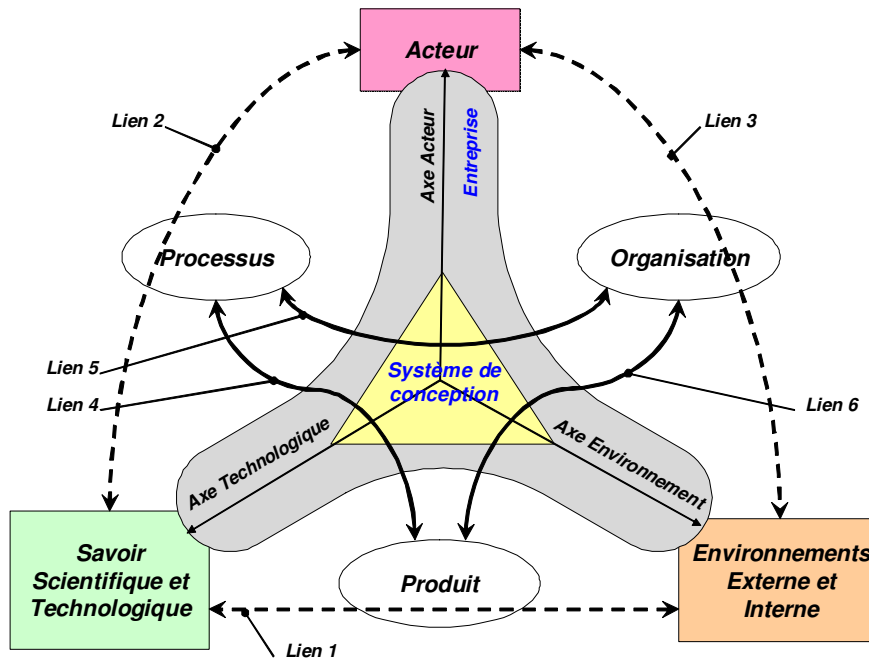 Acteur
Lien 2
Lien 3
Axe Acteur
Entreprise
Processus
Organisation
Lien 5
Lien 4
Système de
conception
Lien 6
Axe Technologique
Axe Environnement
Savoir
Scientifique et
Technologique
Produit
Environnements
Externe et
Interne
Lien 1